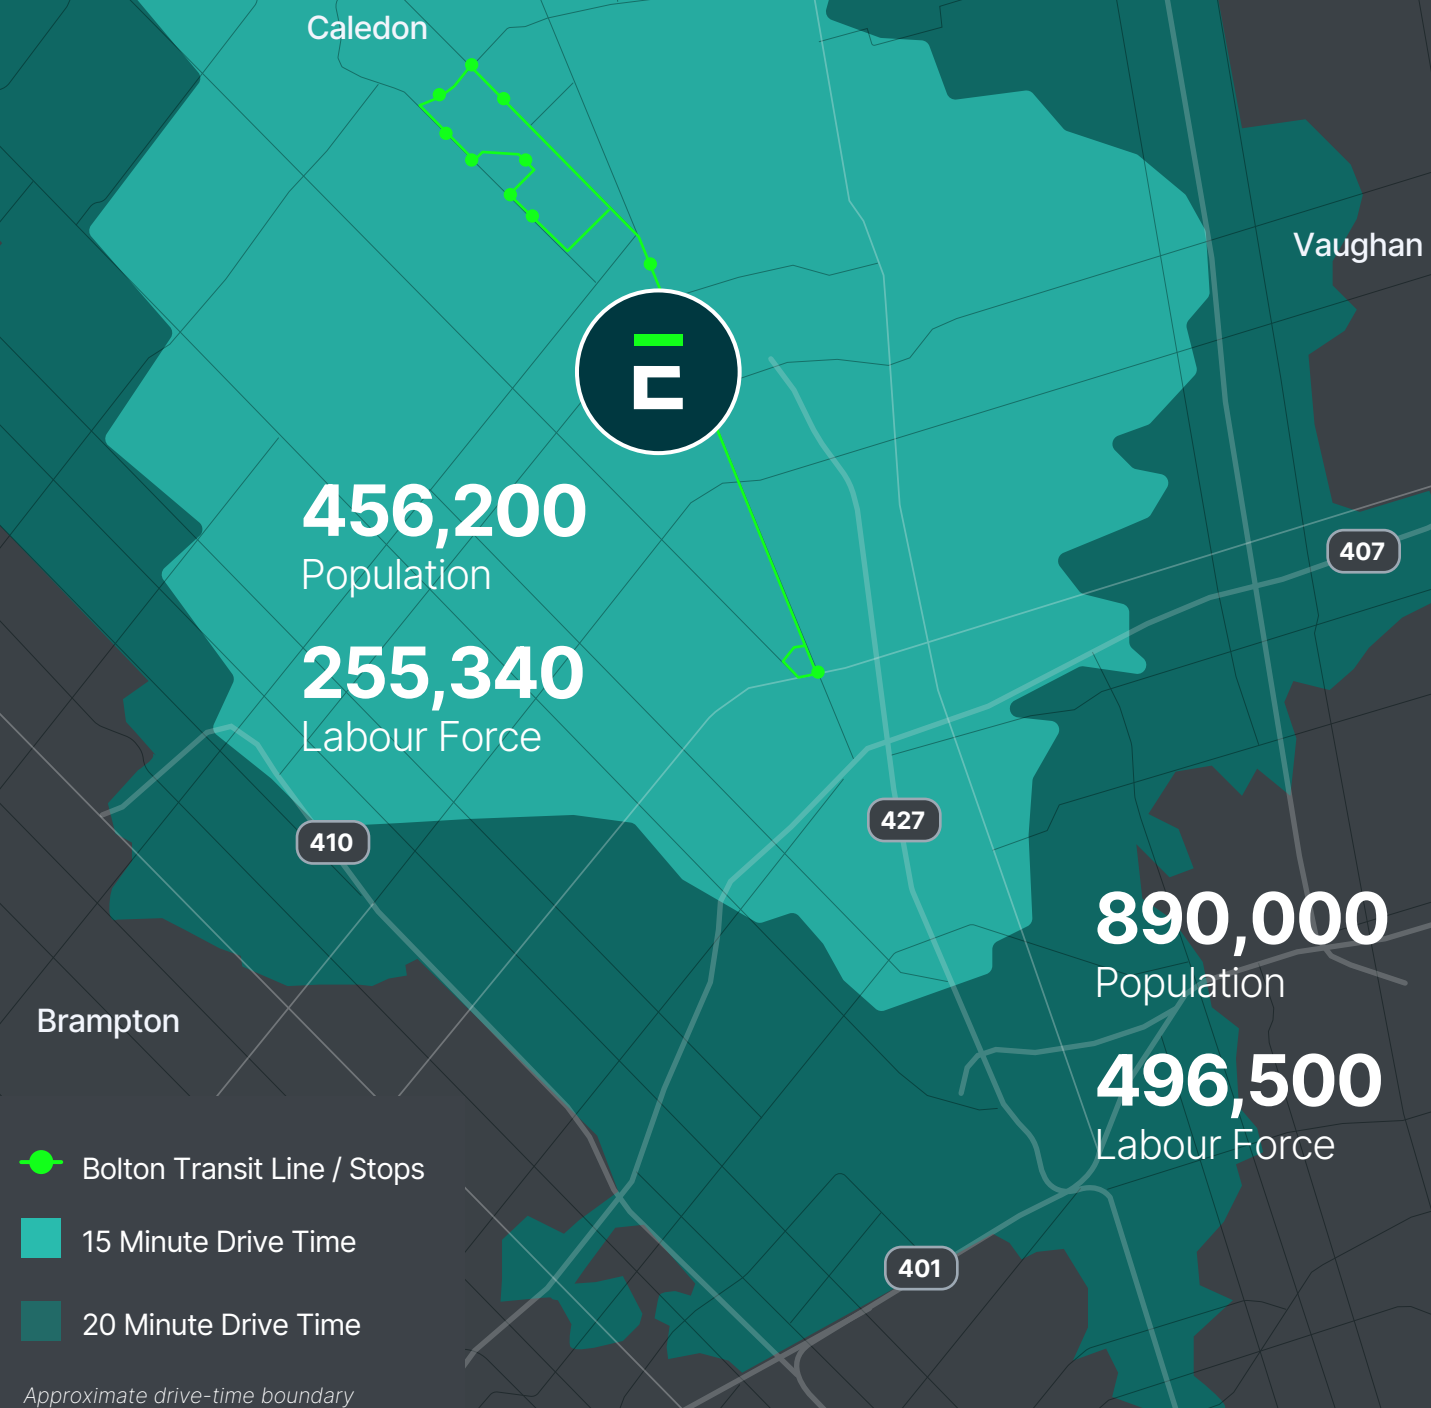 Caledon
Vaughan
456,200
Population
407
255,340
Labour Force
427
410
890,000
Population
Brampton
496,500
Labour Force
Bolton Transit Line / Stops
15 Minute Drive Time
401
20 Minute Drive Time
Approximate drive-time boundary